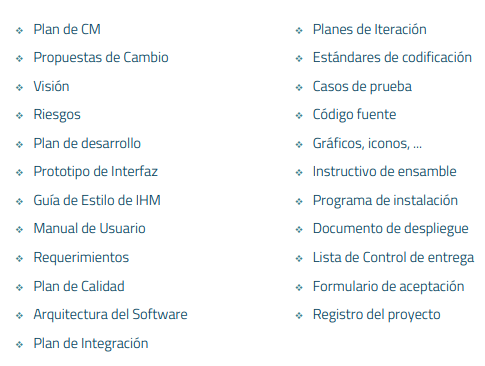 Plan de CM
Propuestas de Cambio
Visión
Riesgos
Plan de desarrollo
Prototipo de Interfaz
Guía de Estilo de IHM
Manual de Usuario
Requerimientos
Plan de Calidad
Arquitectura del Software
Plan de Integración
Planes de Iteración
Estándares de codificación
Casos de prueba
Código fuente
Gráficos, iconos, ...
Instructivo de ensamble
Programa de instalación
Documento de despliegue
Lista de Control de entrega
Formulario de aceptación
Registro del proyecto